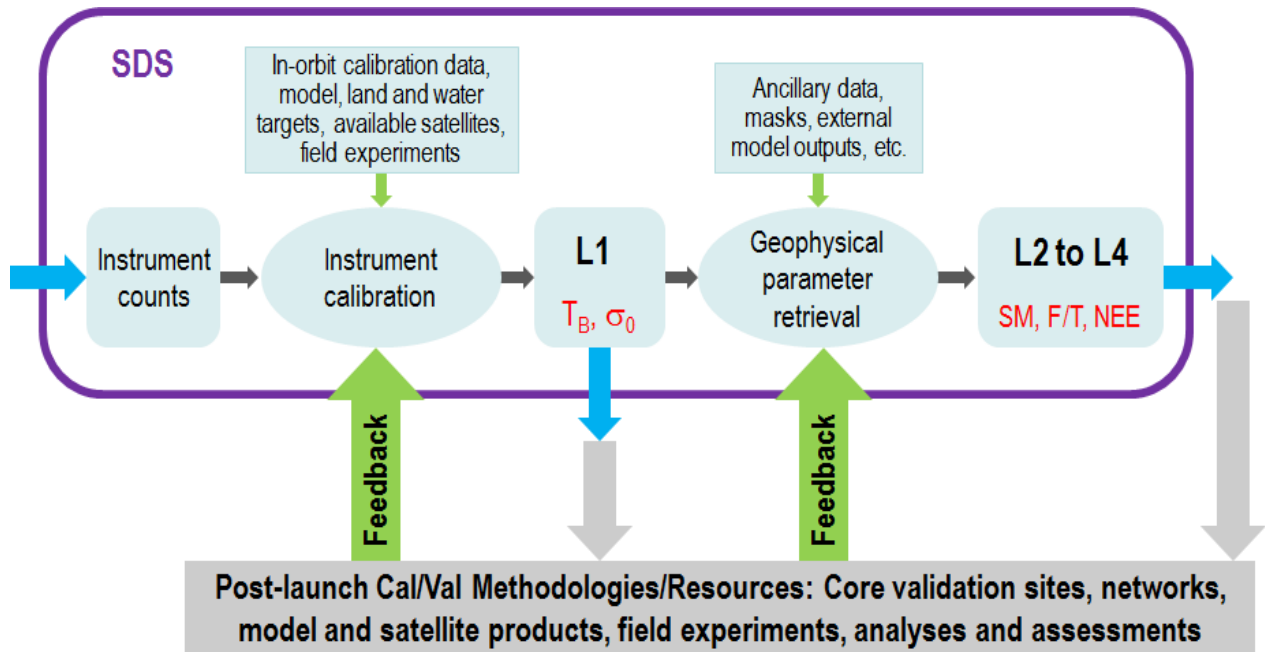 SDS
In-orbit calibration data,
model, land and water
targets, available satellites,
field experiments
Ancillary data,
masks, external
model outputs, etc.
Instrument
counts
Instrument
calibration
L1
T_B, σ_0
Geophysical
parameter
retrieval
L2 to L4
SM, F/T, NEE
Feedback
Feedback
Post-launch Cal/Val Methodologies/Resources: Core validation sites, networks,
model and satellite products, field experiments, analyses and assessments